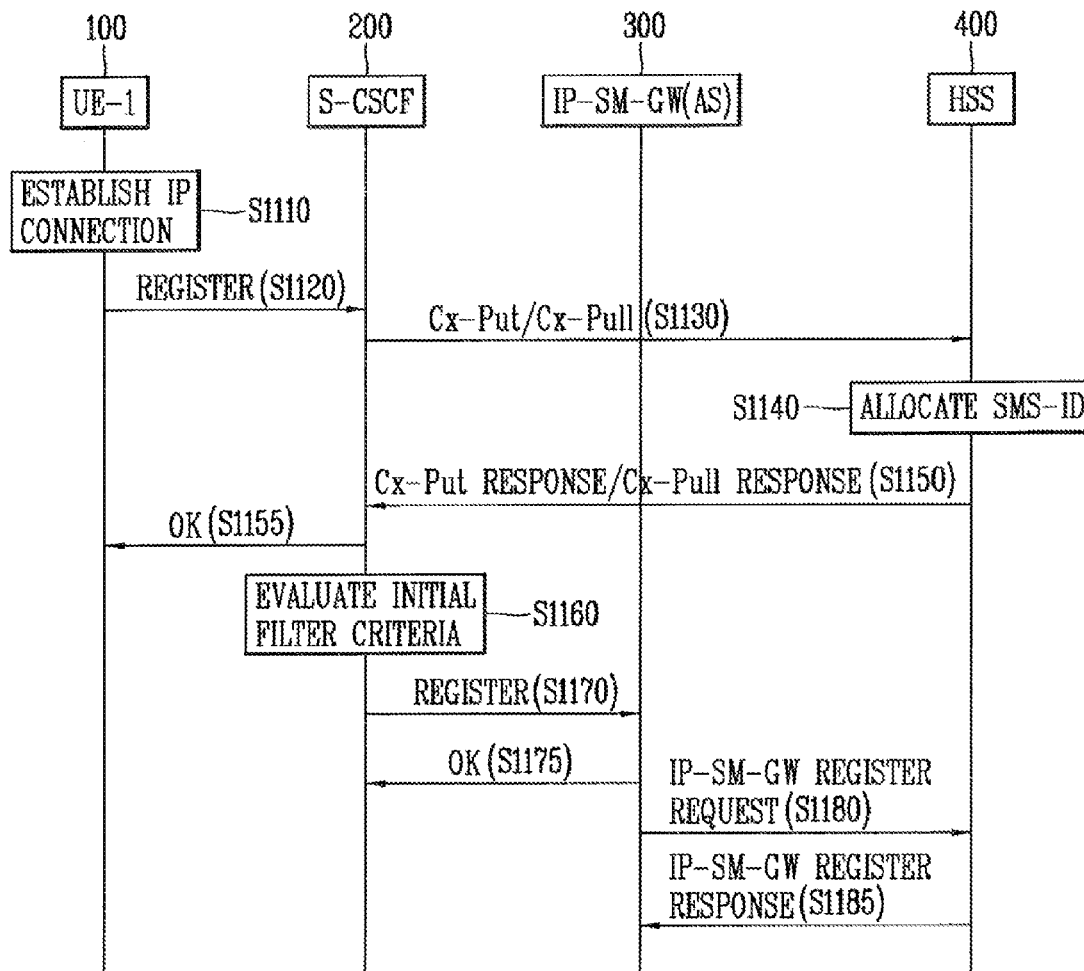 100 200 300 400
UE-1 S-CSCF IP-SM-GW(AS) HSS
ESTABLISH IP
CONNECTION
S1110
REGISTER(S1120)
Cx-Put/Cx-Pull (S1130)
S1140
ALLOCATE SMS-ID
Cx-Put RESPONSE/Cx-Pull RESPONSE(S1150)
OK(S1155)
EVALUATE INITIAL
FILTER CRITERIA
S1160
REGISTER(S1170)
OK(S1175)
IP-SM-GW REGISTER
REQUEST(S1180)
IP-SM-GW REGISTER
RESPONSE(S1185)